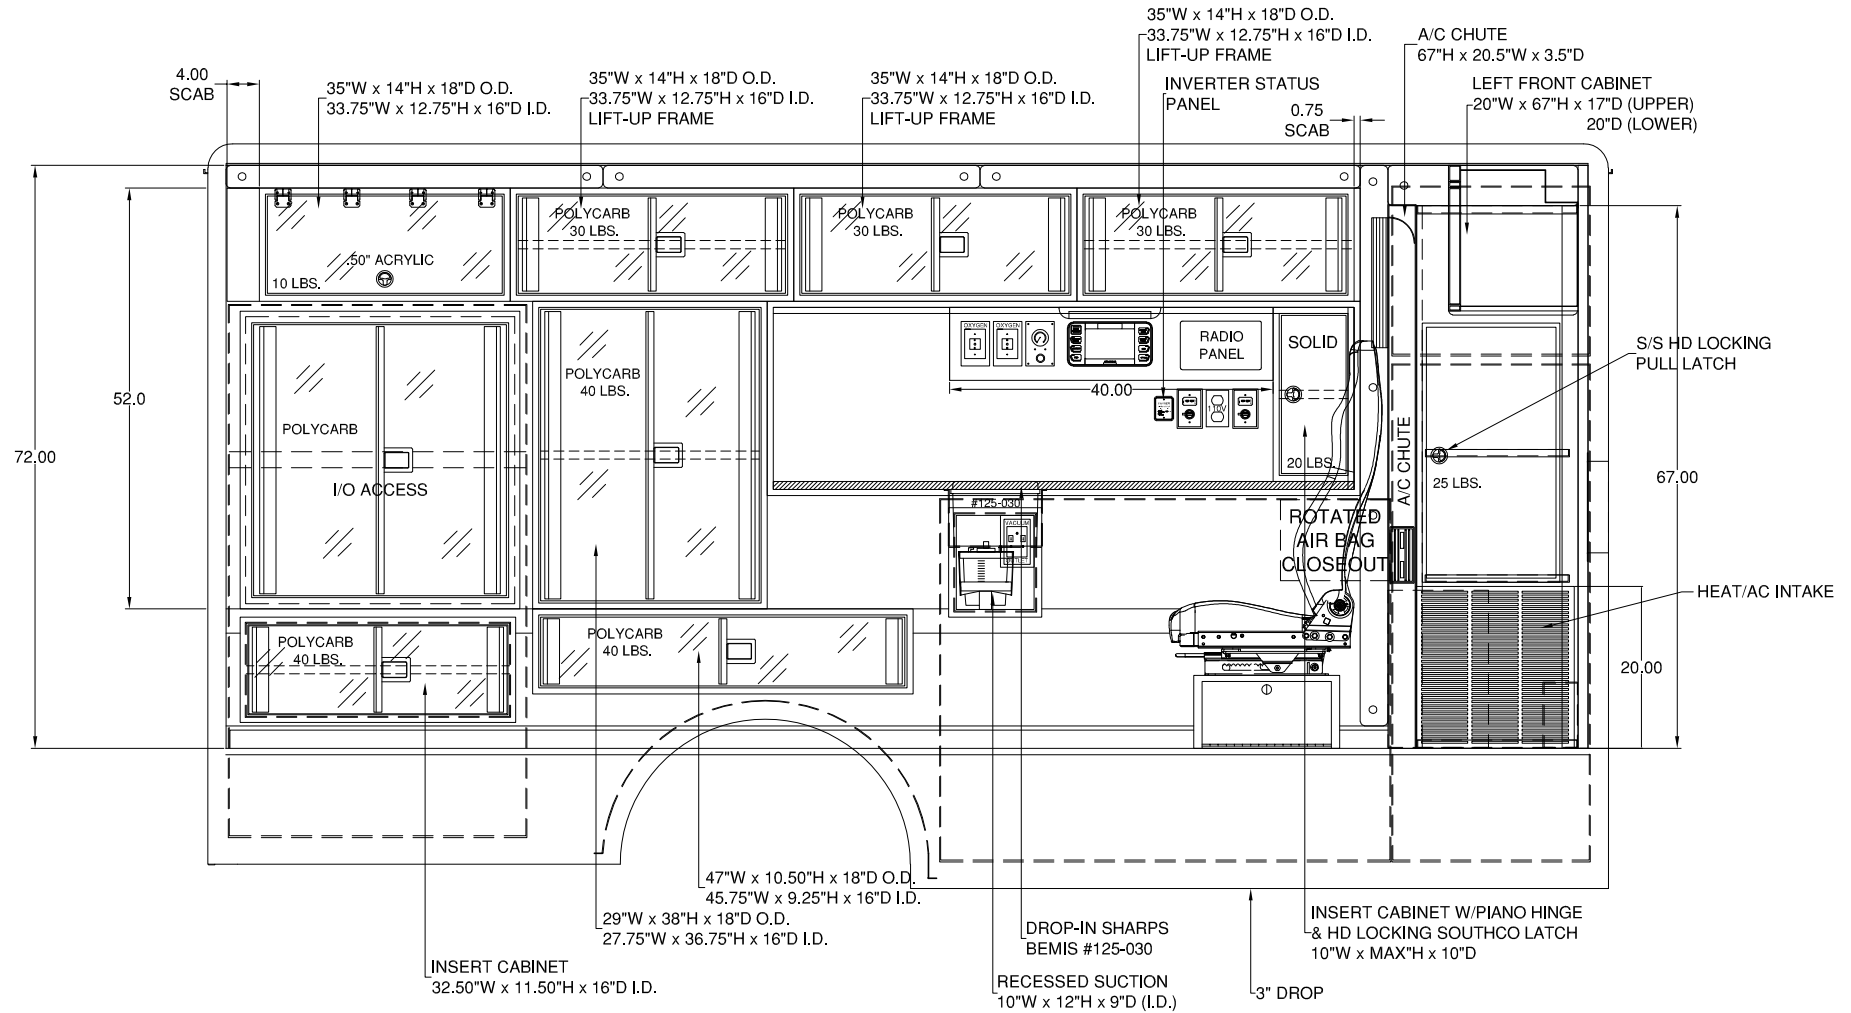 35"W x 14"H x 18"D O.D.
33.75"W x 12.75"H x 16"D I.D.
LIFT-UP FRAME
A/C CHUTE
67"H x 20.5"W x 3.5"D
4.00
SCAB
35"W x 14"H x 18"D O.D.
33.75"W x 12.75"H x 16"D I.D.
35"W x 14"H x 18"D O.D.
33.75"W x 12.75"H x 16"D I.D.
LIFT-UP FRAME
35"W x 14"H x 18"D O.D.
33.75"W x 12.75"H x 16"D I.D.
LIFT-UP FRAME
INVERTER STATUS
PANEL
0.75
SCAB
LEFT FRONT CABINET
20"W x 67"H x 17"D (UPPER)
20"D (LOWER)
.50" ACRYLIC
10 LBS.
POLYCARB
30 LBS.
POLYCARB
30 LBS.
POLYCARB
30 LBS.
72.00
52.0
POLYCARB
I/O ACCESS
POLYCARB
40 LBS.
OXYGEN
OXYGEN
RADIO
PANEL
SOLID
40.00
110V
20 LBS.
A/C CHUTE
S/S HD LOCKING
PULL LATCH
25 LBS.
67.00
#125-030
VACUUM
OUTLET
ROTATED
AIR BAG
CLOSEOUT
HEAT/AC INTAKE
20.00
POLYCARB
40 LBS.
POLYCARB
40 LBS.
47"W x 10.50"H x 18"D O.D.
45.75"W x 9.25"H x 16"D I.D.
29"W x 38"H x 18"D O.D.
27.75"W x 36.75"H x 16"D I.D.
INSERT CABINET
32.50"W x 11.50"H x 16"D I.D.
DROP-IN SHARPS
BEMIS #125-030
RECESSED SUCTION
10"W x 12"H x 9"D (I.D.)
INSERT CABINET W/PIANO HINGE
& HD LOCKING SOUTHCO LATCH
10"W x MAX"H x 10"D
3" DROP